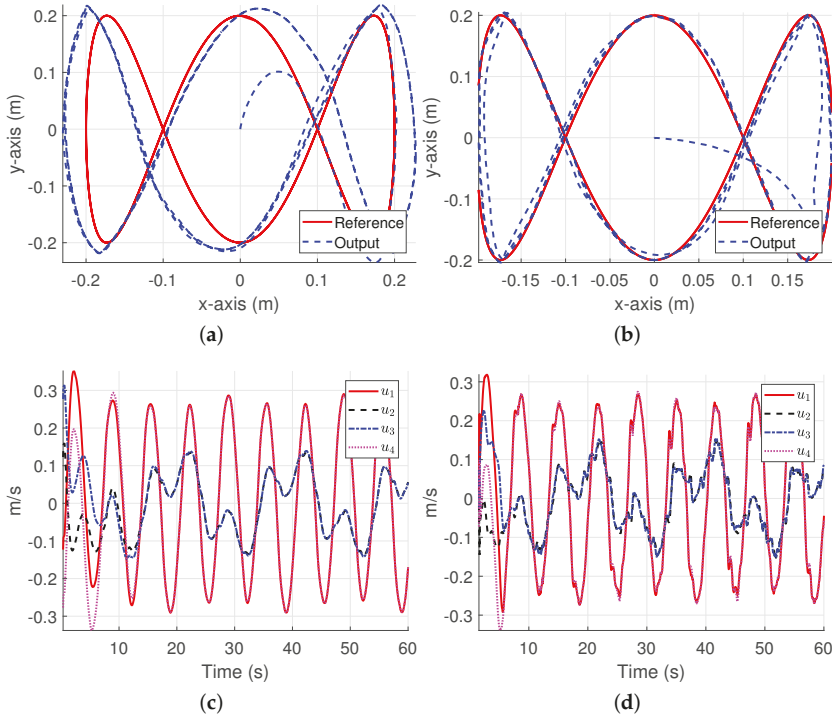 0.2
0.1
0
-0.1
-0.2
y-axis (m)
-0.2 -0.1 0 0.1 0.2
x-axis (m)
Reference
Output
(a)
0.2
0.1
0
-0.1
-0.2
y-axis (m)
-0.15 -0.1 -0.05 0 0.05 0.1 0.15
x-axis (m)
Reference
Output
(b)
0.3
0.2
0.1
0
-0.1
-0.2
-0.3
m/s
10 20 30 40 50 60
Time (s)
u₁
u₂
u₃
u₄
(c)
0.3
0.2
0.1
0
-0.1
-0.2
-0.3
m/s
10 20 30 40 50 60
Time (s)
u₁
u₂
u₃
u₄
(d)